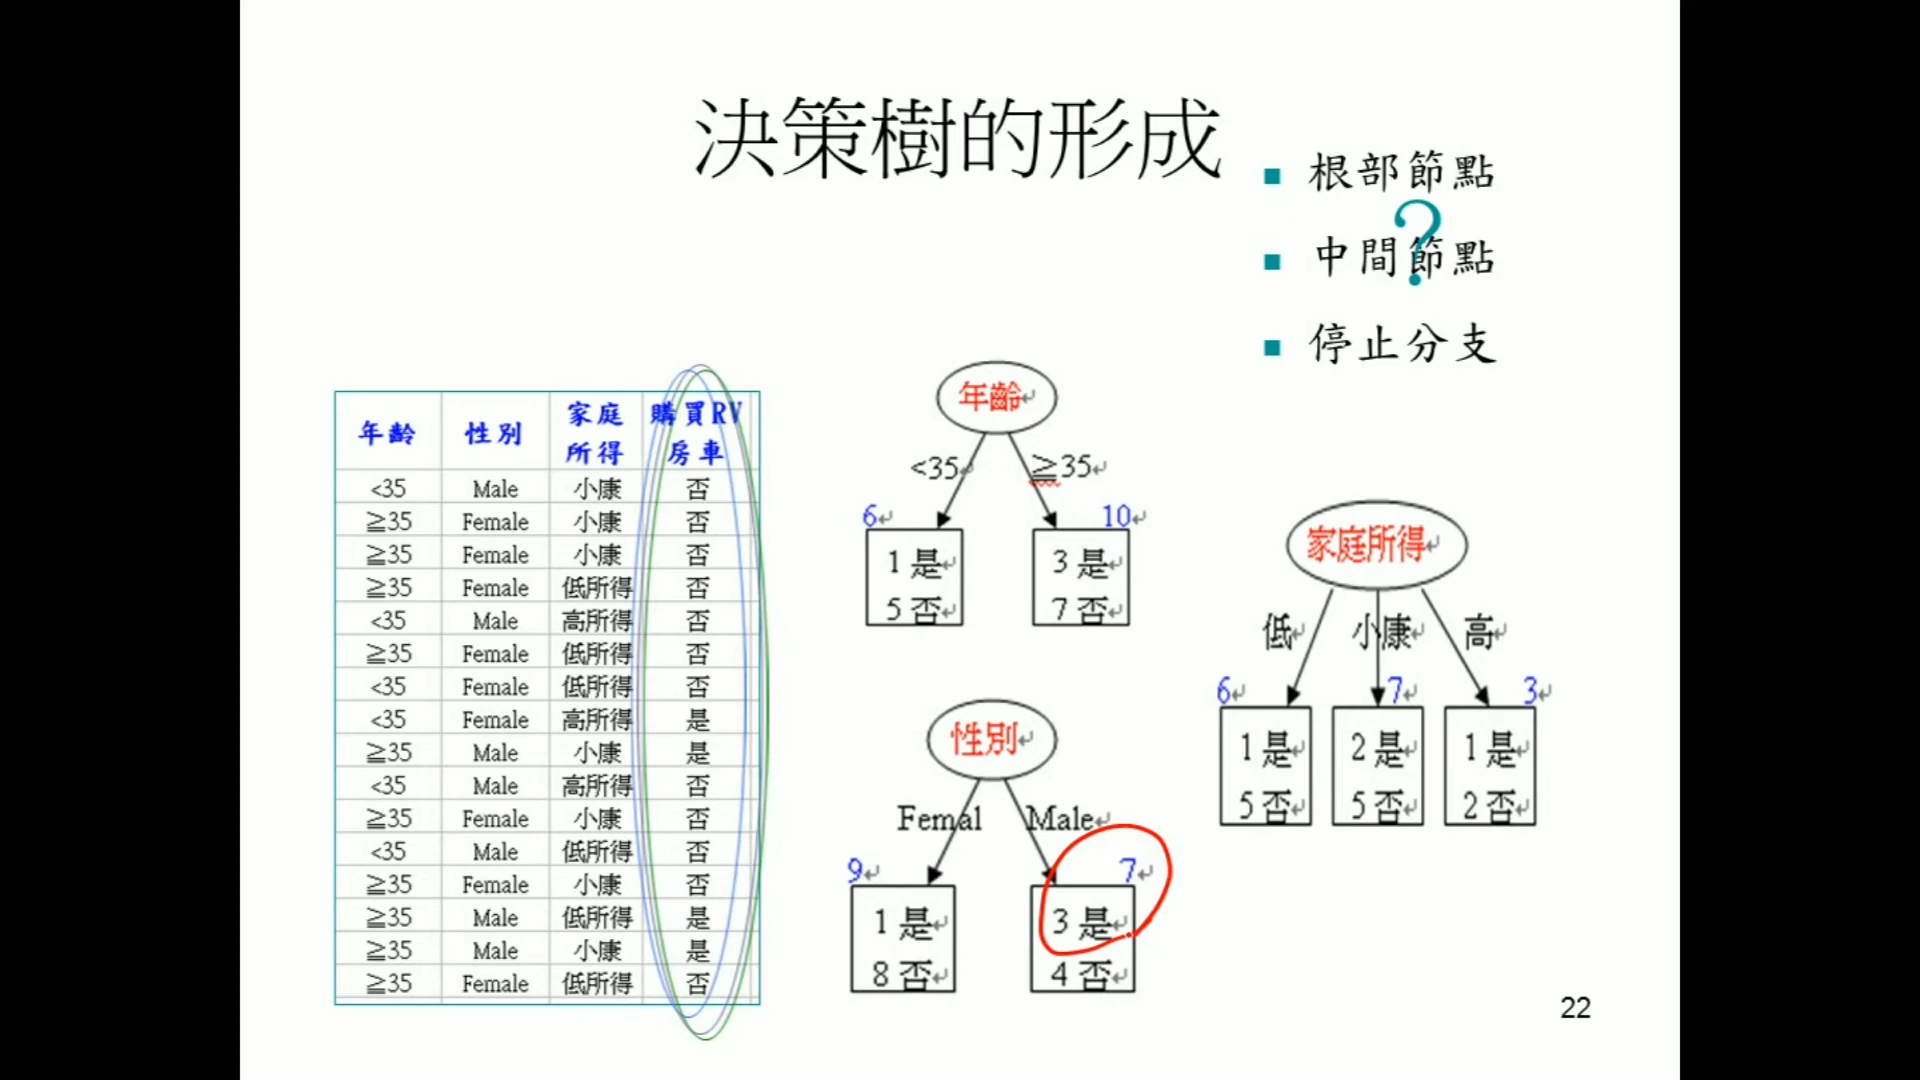 決策樹的形成
根部節點
?
中間節點
停止分支
年齡 性別 家庭所得 購買RV房車
<35 Male 小康 否
≧35 Female 小康 否
≧35 Female 小康 否
≧35 Female 低所得 否
<35 Male 高所得 否
≧35 Female 低所得 否
<35 Female 低所得 否
<35 Female 高所得 是
≧35 Male 小康 是
<35 Male 高所得 否
≧35 Female 小康 否
<35 Male 低所得 否
≧35 Female 小康 否
≧35 Male 低所得 是
≧35 Male 小康 是
≧35 Female 低所得 否
年齡
<35 ≧35
6 10
1 是 3 是
5 否 7 否
性別
Femal Male
9 7
1 是 3 是
8 否 4 否
家庭所得
低 小康 高
6 7 3
1 是 2 是 1 是
5 否 5 否 2 否
22